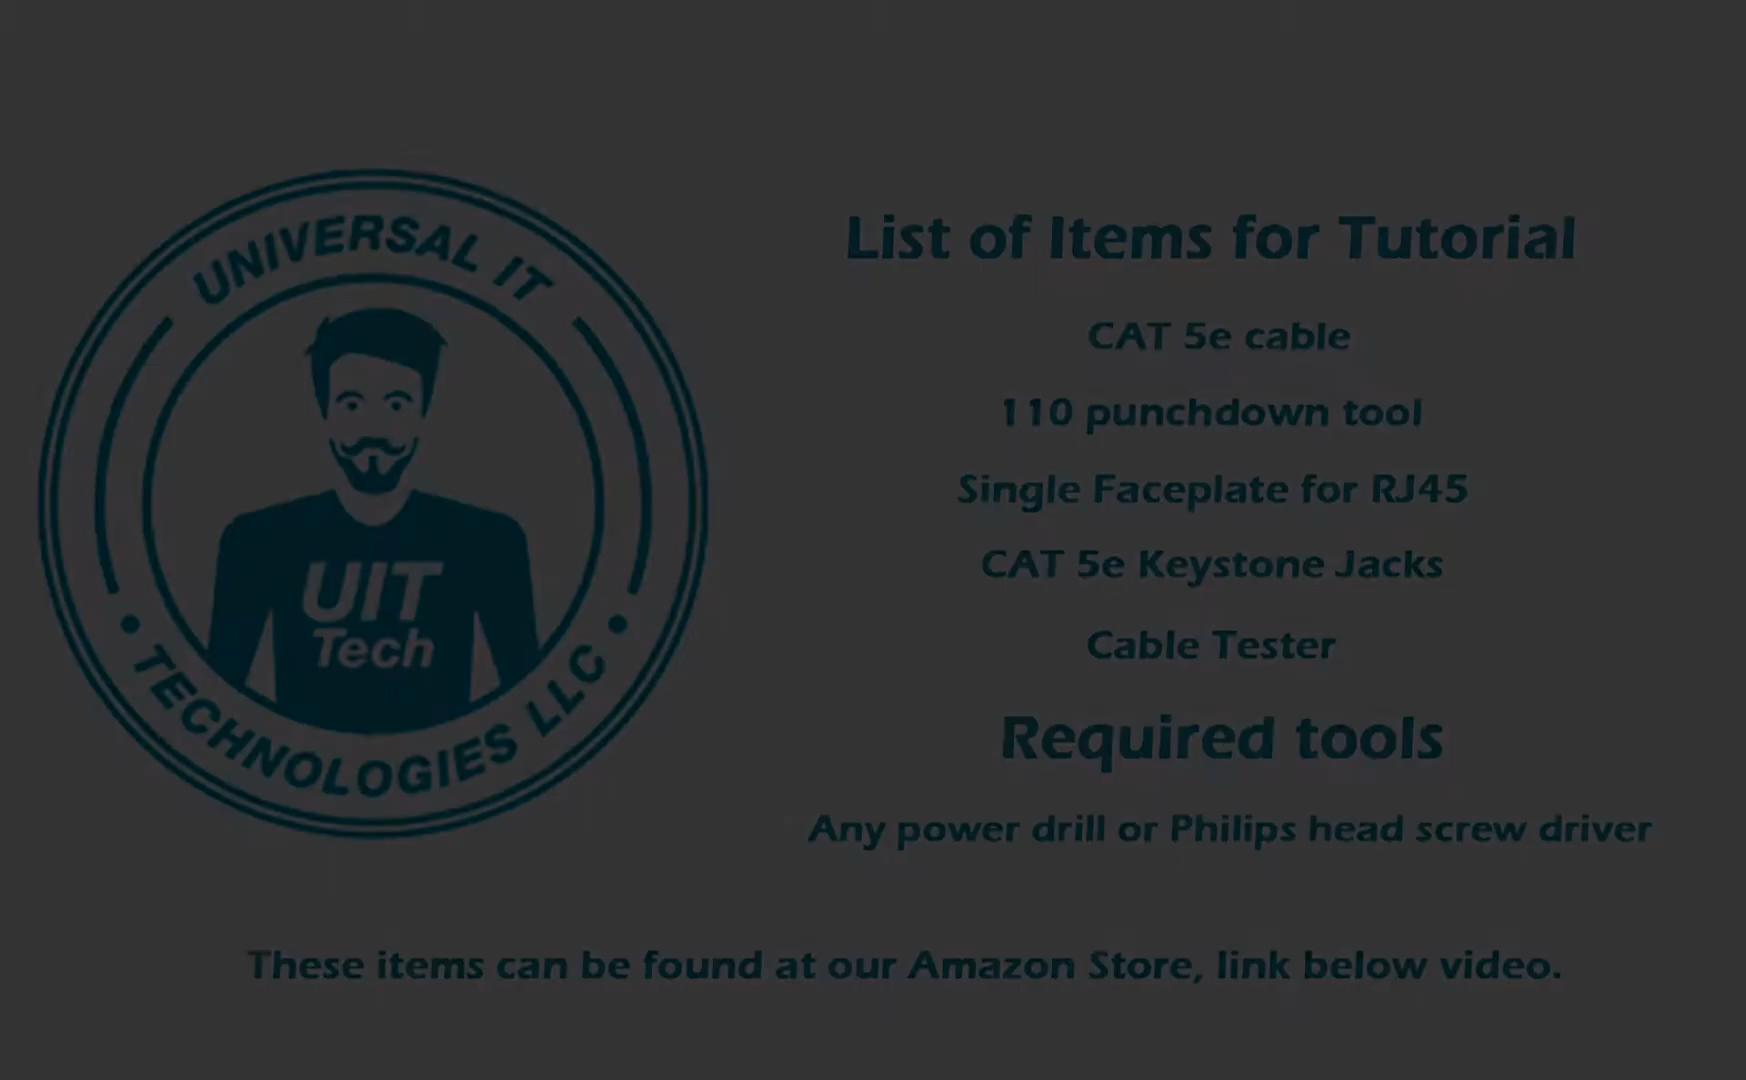 UNIVERSAL IT
UIT
Tech
TECHNOLOGIES LLC
List of Items for Tutorial
CAT 5e cable
110 punchdown tool
Single Faceplate for RJ45
CAT 5e Keystone Jacks
Cable Tester
Required tools
Any power drill or Philips head screw driver
These items can be found at our Amazon Store, link below video.